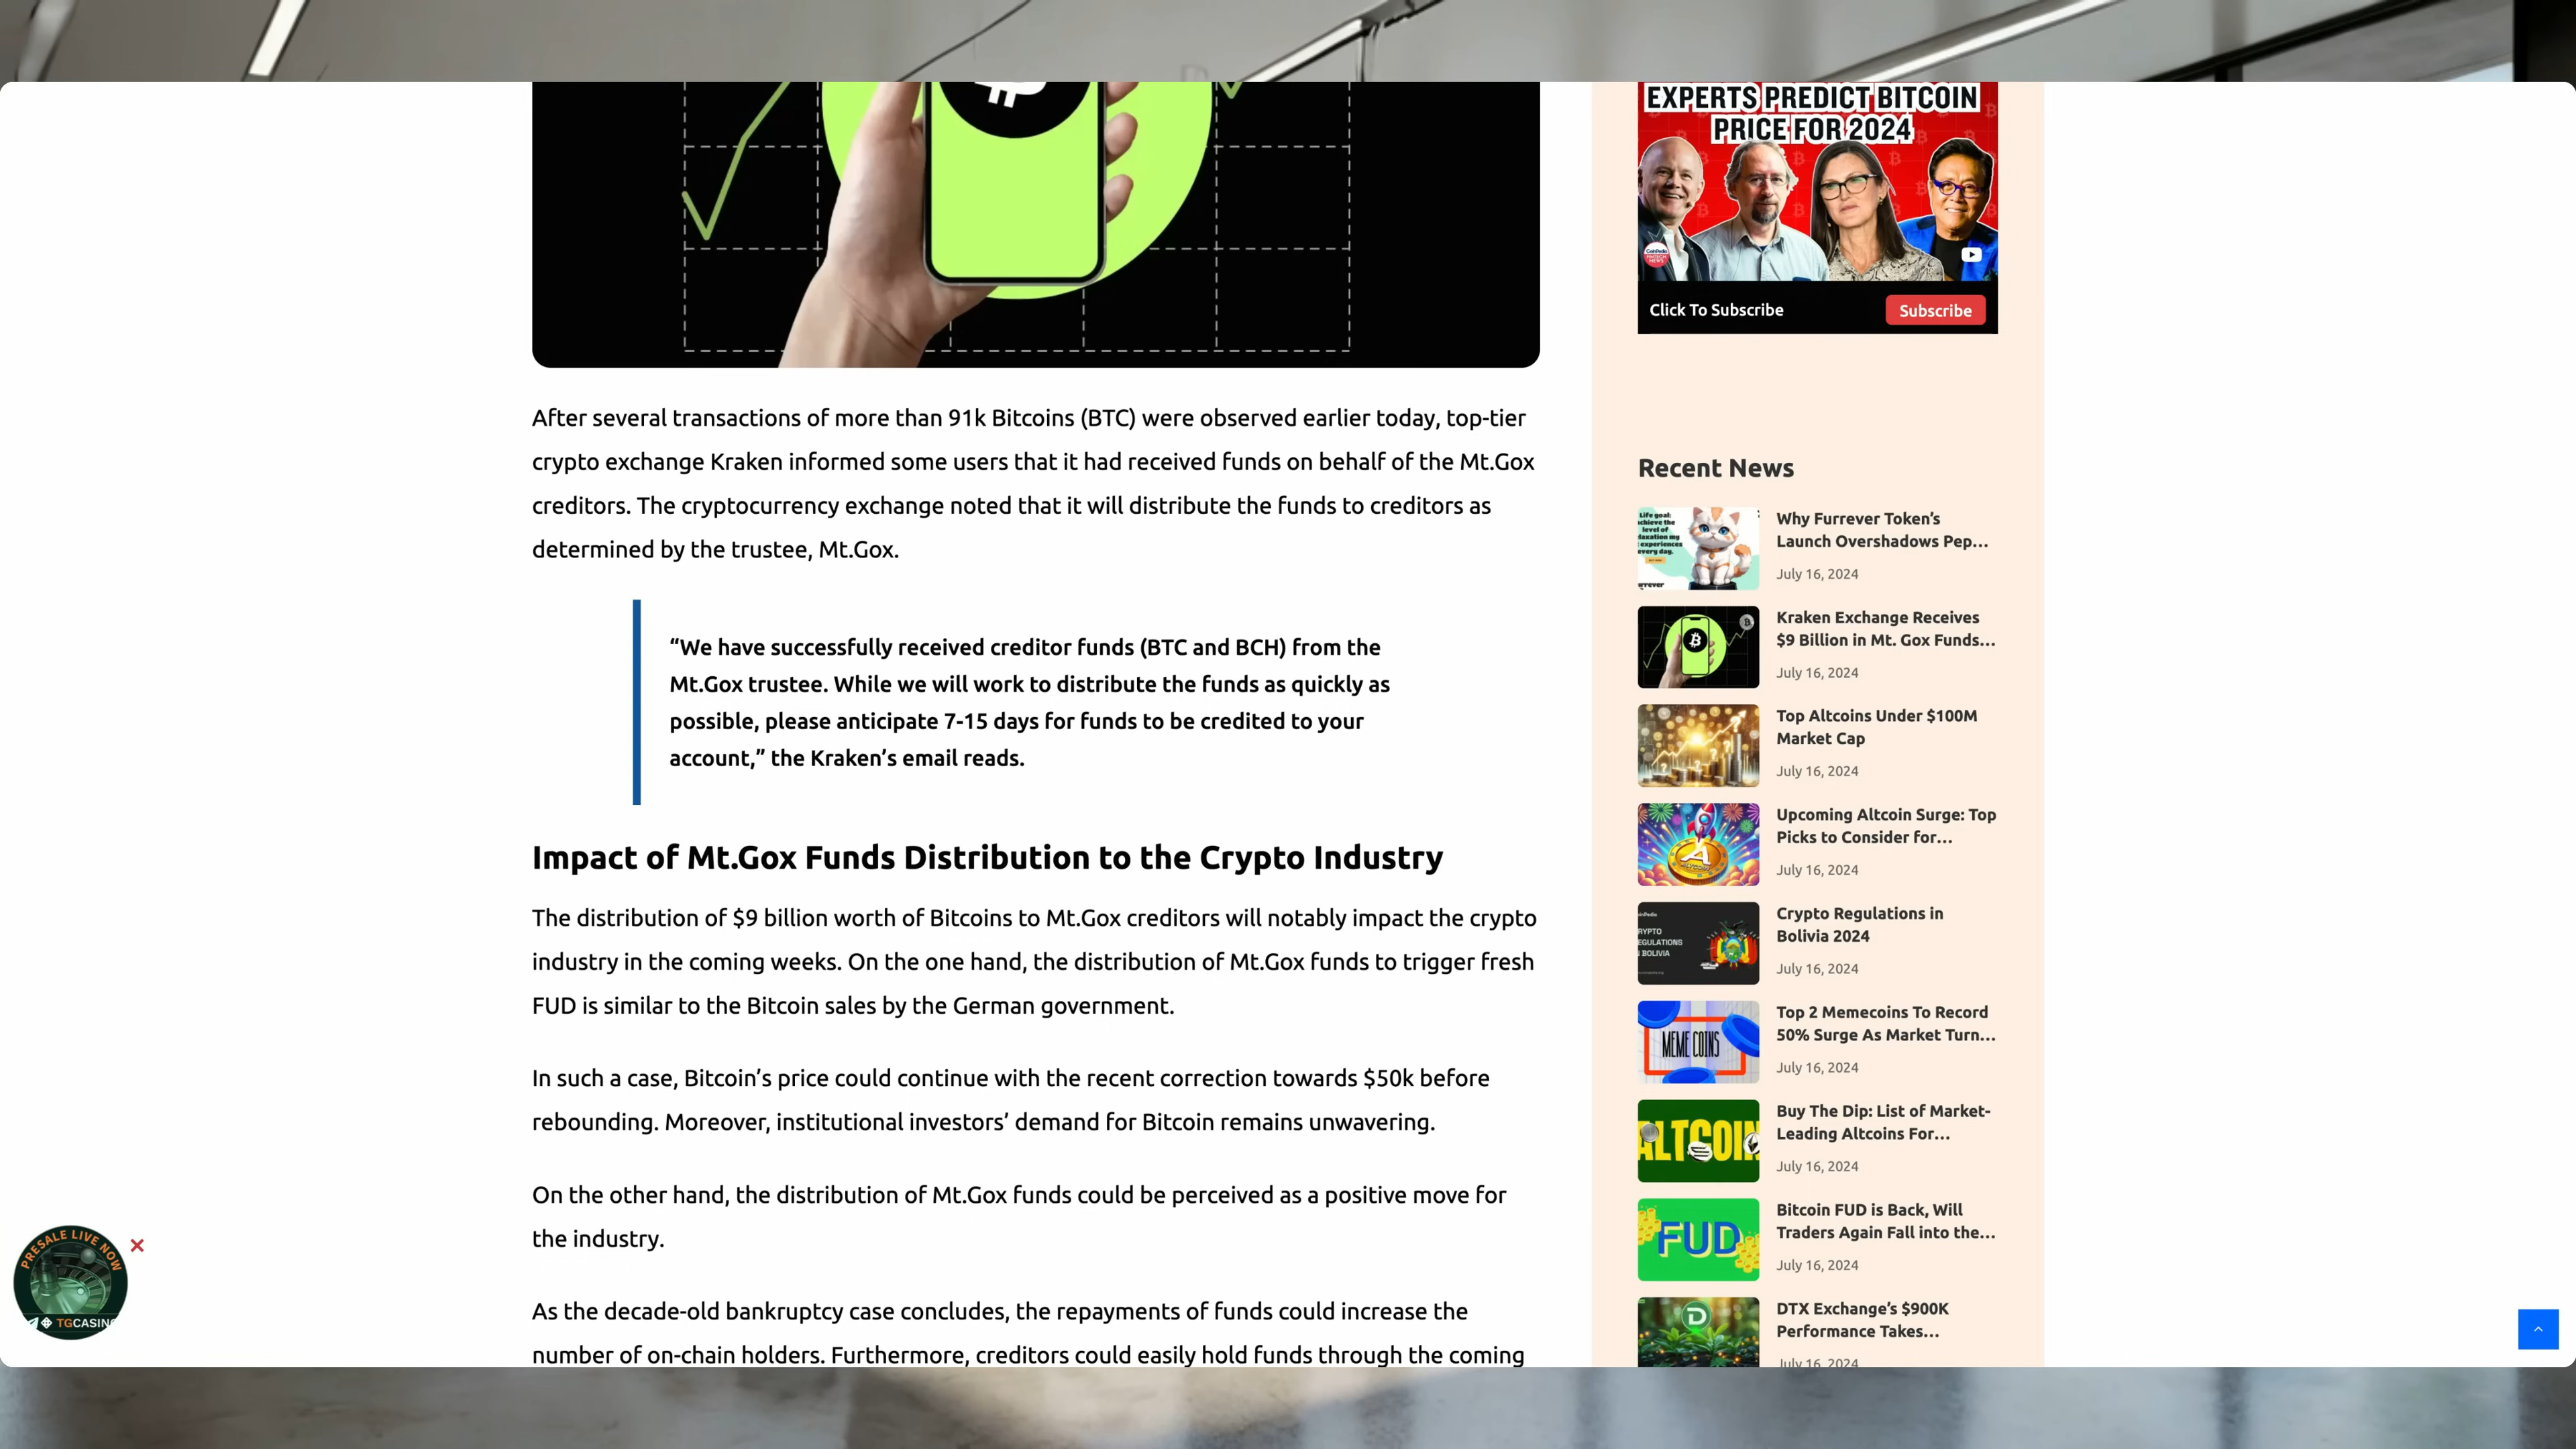 After several transactions of more than 91k Bitcoins (BTC) were observed earlier today, top-tier
crypto exchange Kraken informed some users that it had received funds on behalf of the Mt.Gox
creditors. The cryptocurrency exchange noted that it will distribute the funds to creditors as
determined by the trustee, Mt.Gox.
“We have successfully received creditor funds (BTC and BCH) from the
Mt.Gox trustee. While we will work to distribute the funds as quickly as
possible, please anticipate 7-15 days for funds to be credited to your
account,” the Kraken’s email reads.
Impact of Mt.Gox Funds Distribution to the Crypto Industry
The distribution of $9 billion worth of Bitcoins to Mt.Gox creditors will notably impact the crypto
industry in the coming weeks. On the one hand, the distribution of Mt.Gox funds to trigger fresh
FUD is similar to the Bitcoin sales by the German government.
In such a case, Bitcoin’s price could continue with the recent correction towards $50k before
rebounding. Moreover, institutional investors’ demand for Bitcoin remains unwavering.
On the other hand, the distribution of Mt.Gox funds could be perceived as a positive move for
the industry.
As the decade-old bankruptcy case concludes, the repayments of funds could increase the
number of on-chain holders. Furthermore, creditors could easily hold funds through the coming
PRESALE LIVE NOW
TGCASINO
EXPERTS PREDICT BITCOIN
PRICE FOR 2024
Click To Subscribe
Subscribe
Recent News
Life goal:
achieve the
level of
experiences
every day.
Why Furrever Token’s
Launch Overshadows Pep...
July 16, 2024
Kraken Exchange Receives
$9 Billion in Mt. Gox Funds...
July 16, 2024
Top Altcoins Under $100M
Market Cap
July 16, 2024
Upcoming Altcoin Surge: Top
Picks to Consider for...
July 16, 2024
Crypto Regulations in
Bolivia 2024
July 16, 2024
MEME COINS
Top 2 Memecoins To Record
50% Surge As Market Turn...
July 16, 2024
ALTCOIN
Buy The Dip: List of Market-
Leading Altcoins For...
July 16, 2024
FUD
Bitcoin FUD is Back, Will
Traders Again Fall into the...
July 16, 2024
DTX Exchange’s $900K
Performance Takes...
July 16, 2024